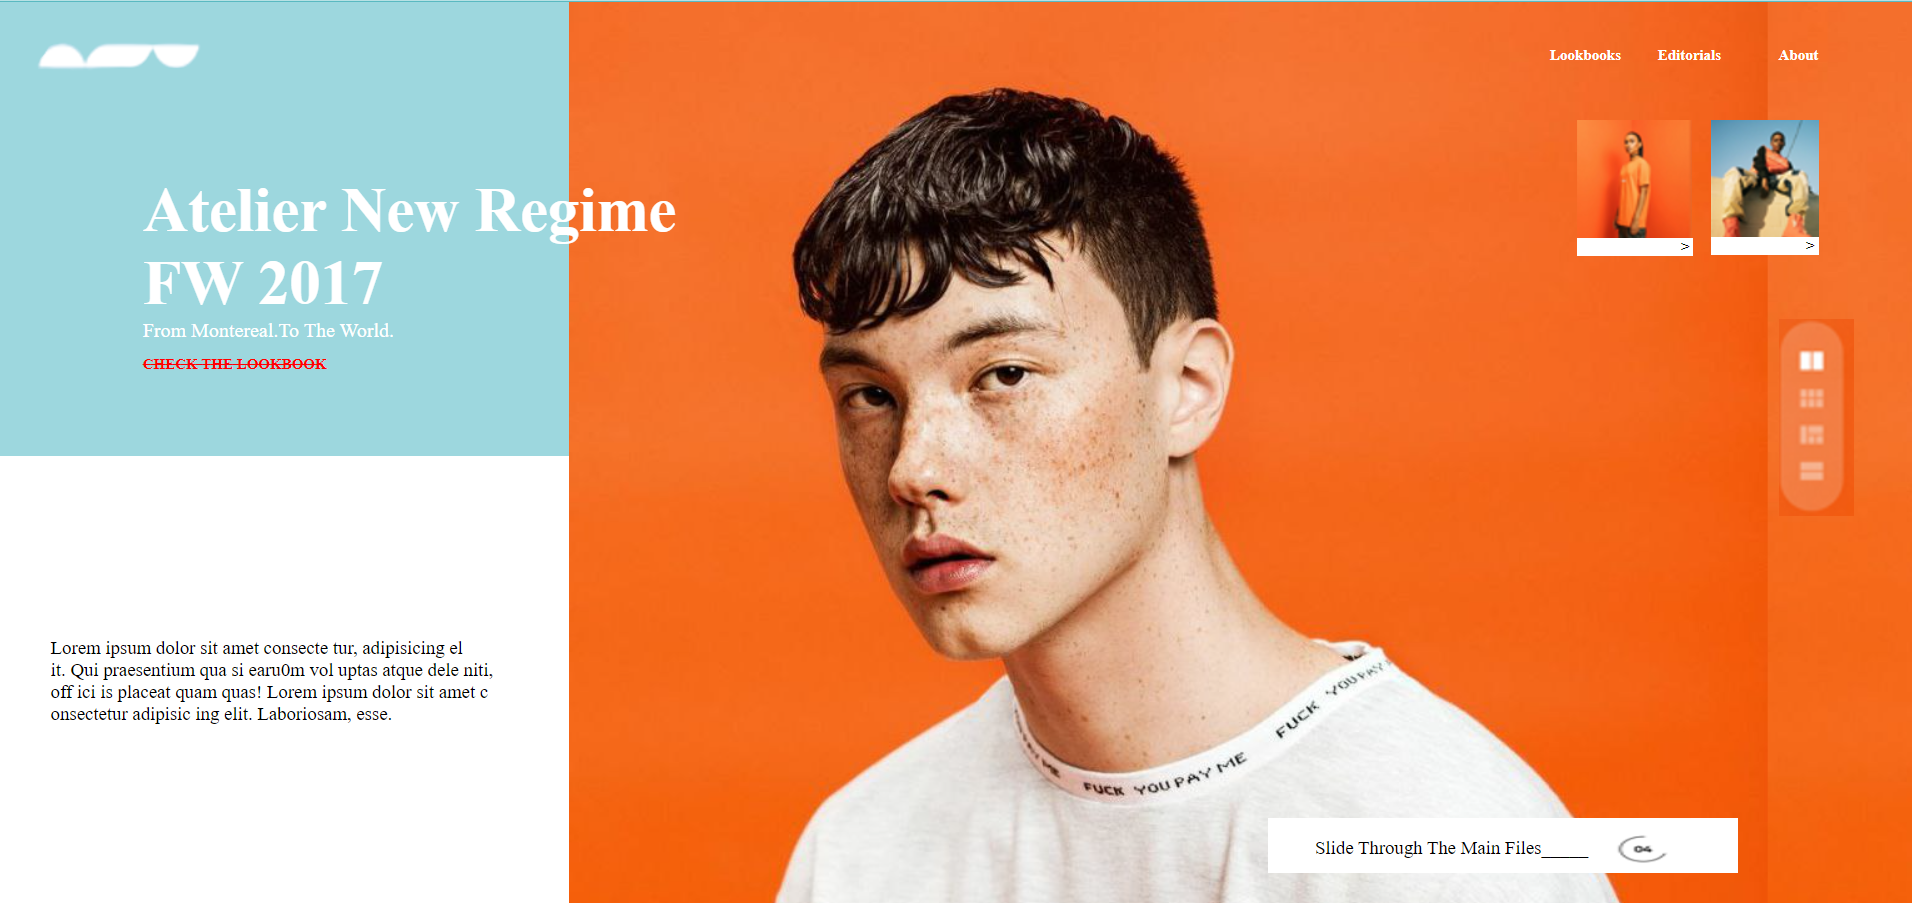 Lookbooks Editorials About
Atelier New Regime
FW 2017
From Montereal.To The World.
CHECK THE LOOKBOOK
>
>
Lorem ipsum dolor sit amet consecte tur, adipisicing el
it. Qui praesentium qua si earu0m vol uptas atque dele niti,
off ici is placeat quam quas! Lorem ipsum dolor sit amet c
onsectetur adipisic ing elit. Laboriosam, esse.
PAY ME FUCK YOU PAY ME FUCK YOU PAY
Slide Through The Main Files_____ 04